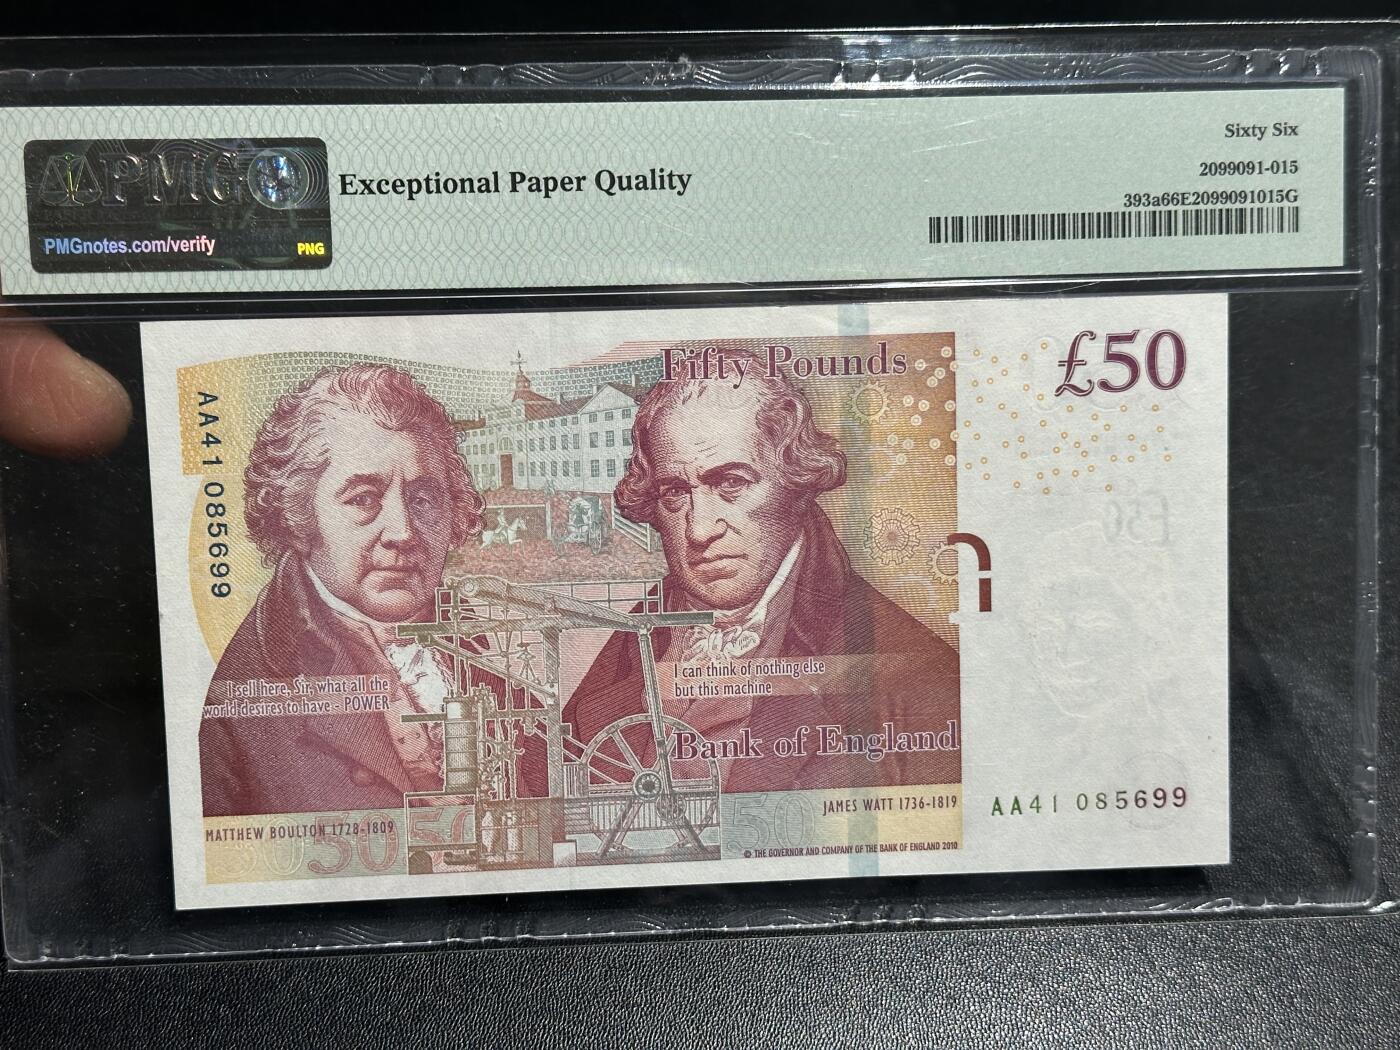 PMG
PMGnotes.com/verify
PNG
Exceptional Paper Quality
Sixty Six
2099091-015
393a66E2099091015G
Fifty Pounds
£50
AA41 085699
I sell here, Sir, what all the
world desires to have - POWER
I can think of nothing else
but this machine
Bank of England
MATTHEW BOULTON 1728-1809
JAMES WATT 1736-1819
AA41 085699
50
50
50
© THE GOVERNOR AND COMPANY OF THE BANK OF ENGLAND 2010